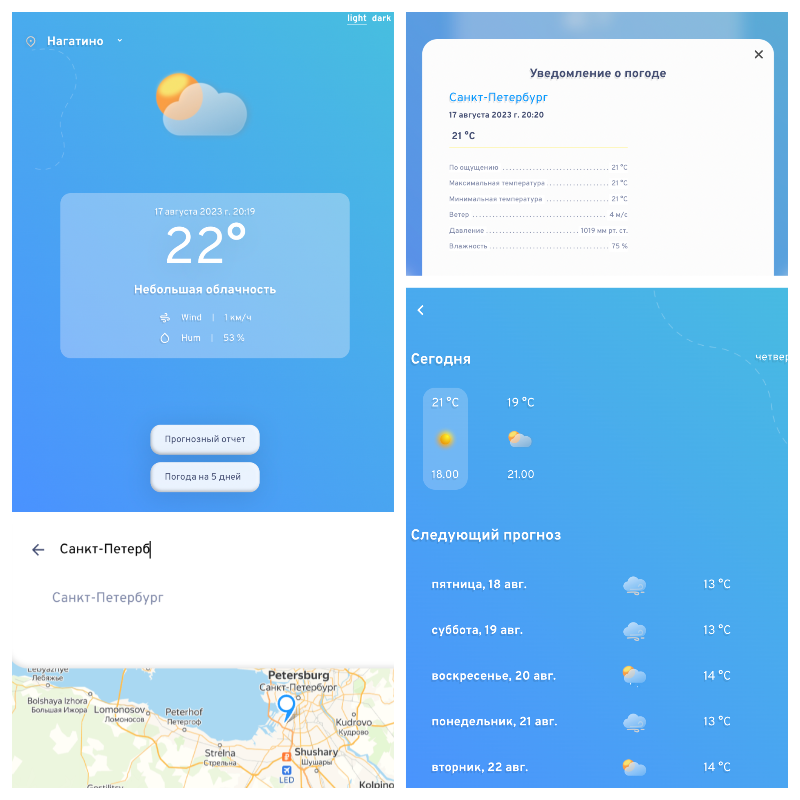 light dark
Нагатино
17 августа 2023 г. 20:19
22°
Небольшая облачность
Wind | 1 км/ч
Hum | 53 %
Прогнозный отчет
Погода на 5 дней
Санкт-Петерб
Санкт-Петербург
Lebyazhye
Лебяжье
Petersburg
Санкт-Петербург
Bolshaya Izhora
Большая Ижора
Lomonosov
Ломоносов
Peterhof
Петергоф
Kudrovo
Кудрово
Strelna
Стрельна
Shushary
Шушары
LED
Kolpino
Уведомление о погоде
Санкт-Петербург
17 августа 2023 г. 20:20
21 °C
По ощущению 21 °C
Максимальная температура 21 °C
Минимальная температура 21 °C
Ветер 4 м/с
Давление 1019 мм рт. ст.
Влажность 75 %
Сегодня
четвер
21 °C 19 °C
18.00 21.00
Следующий прогноз
пятница, 18 авг. 13 °C
суббота, 19 авг. 13 °C
воскресенье, 20 авг. 14 °C
понедельник, 21 авг. 13 °C
вторник, 22 авг. 14 °C